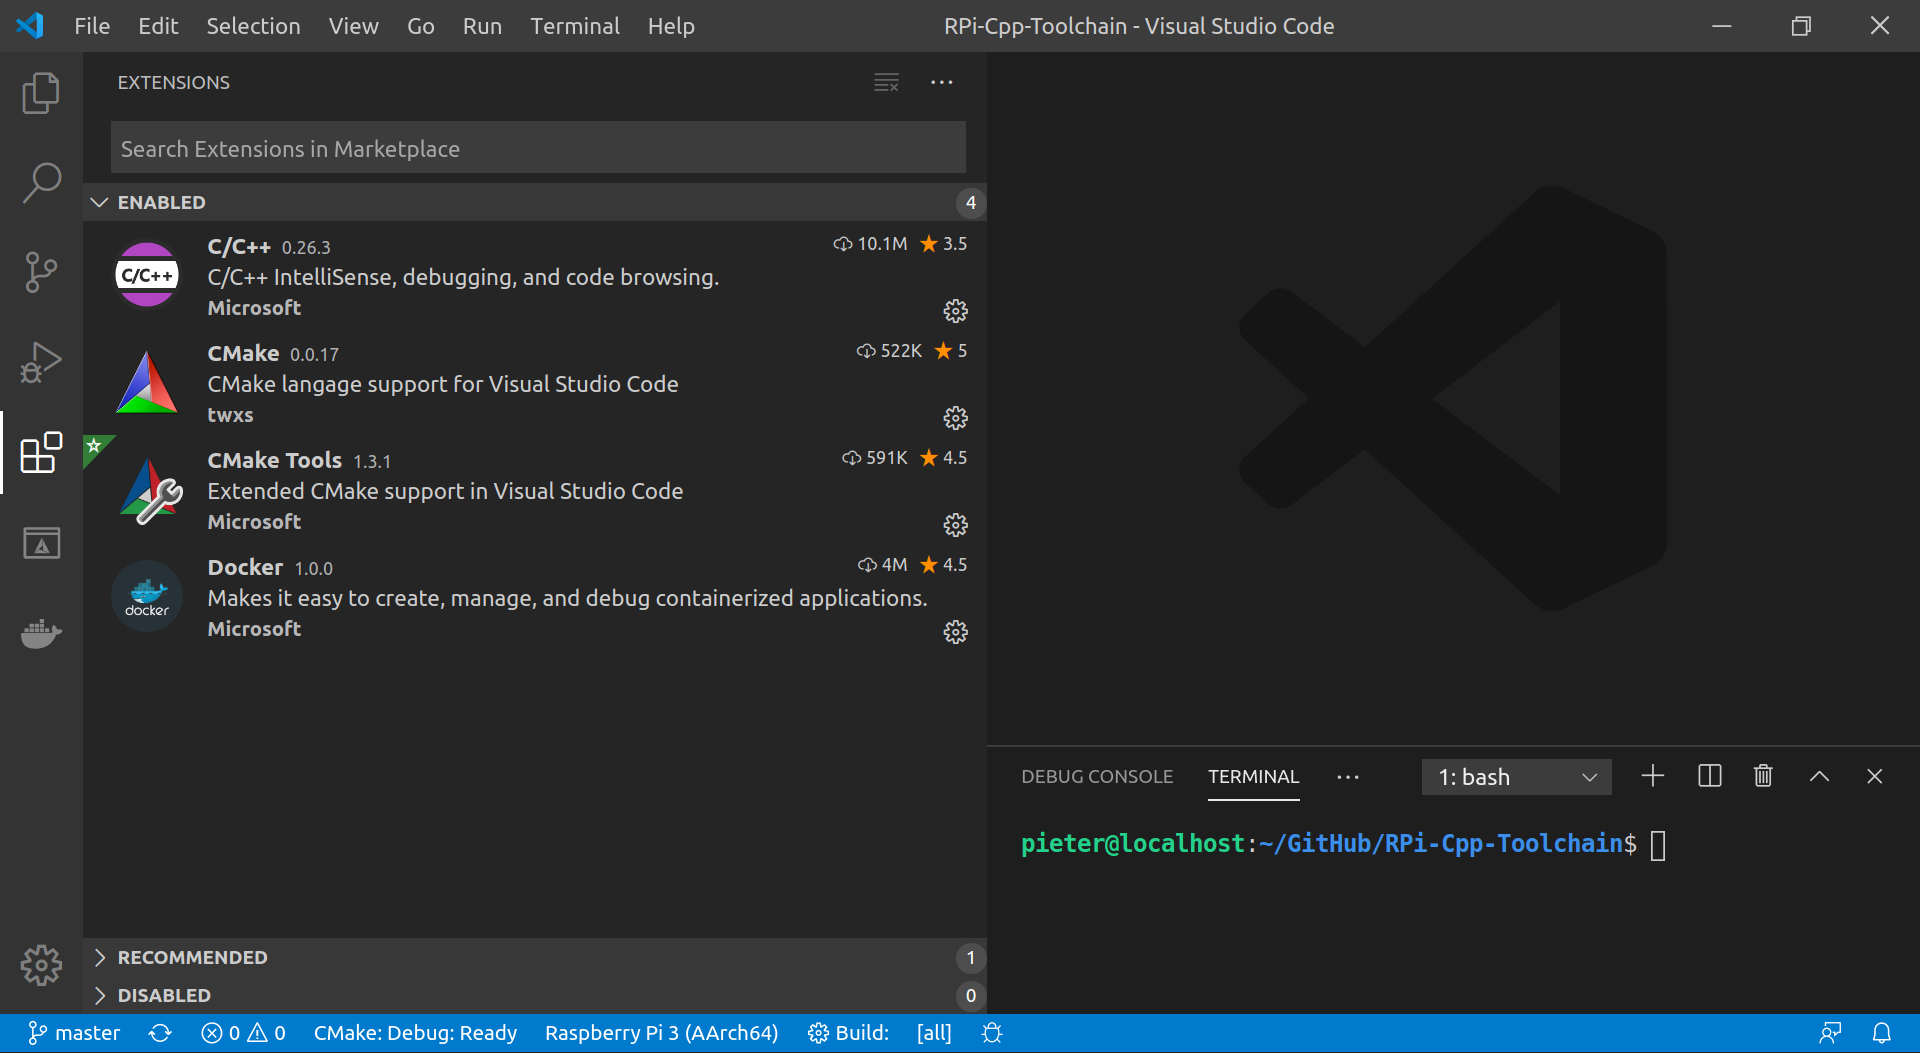 File Edit Selection View Go Run Terminal Help RPi-Cpp-Toolchain - Visual Studio Code
EXTENSIONS
Search Extensions in Marketplace
ENABLED 4
C/C++ 0.26.3 10.1M 3.5
C/C++
C/C++ IntelliSense, debugging, and code browsing.
Microsoft
CMake 0.0.17 522K 5
CMake langage support for Visual Studio Code
twxs
CMake Tools 1.3.1 591K 4.5
Extended CMake support in Visual Studio Code
Microsoft
Docker 1.0.0 4M 4.5
docker
Makes it easy to create, manage, and debug containerized applications.
Microsoft
RECOMMENDED 1
DISABLED 0
DEBUG CONSOLE TERMINAL 1: bash
pieter@localhost:~/GitHub/RPi-Cpp-Toolchain$
master 0 0 CMake: Debug: Ready Raspberry Pi 3 (AArch64) Build: [all]